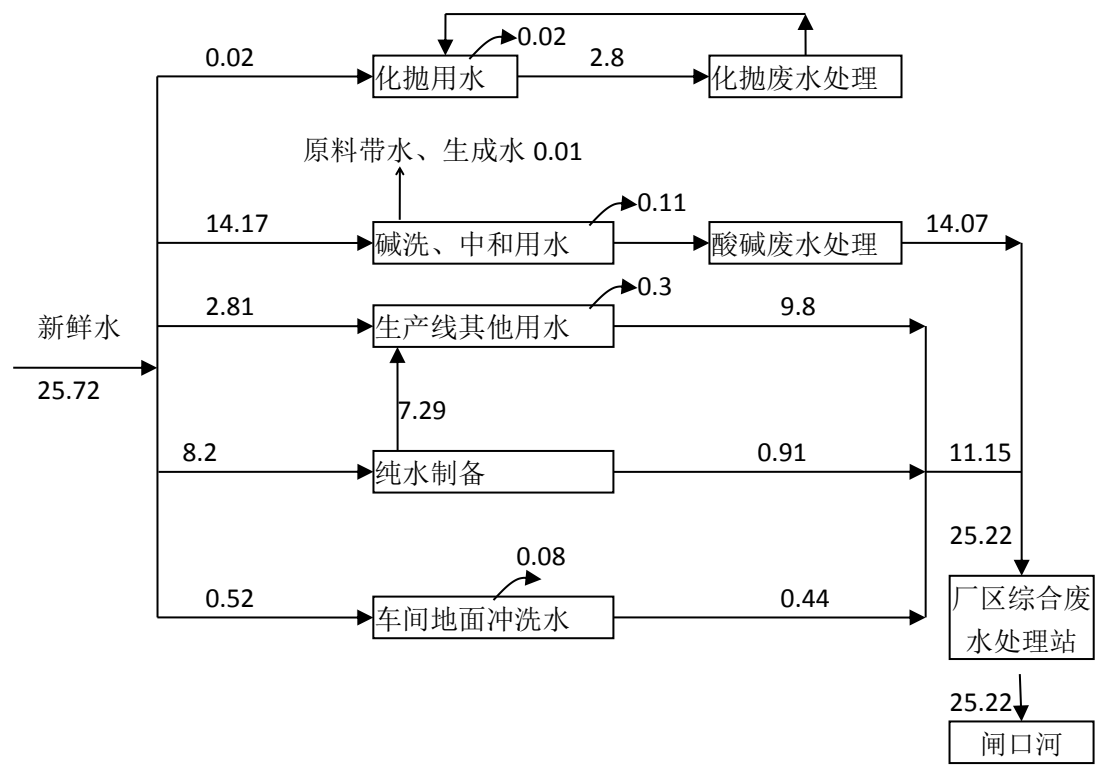 0.02
0.02
化抛用水
2.8
化抛废水处理
原料带水、生成水 0.01
14.17
0.11
碱洗、中和用水
酸碱废水处理
14.07
新鲜水
25.72
2.81
0.3
生产线其他用水
9.8
7.29
8.2
纯水制备
0.91
11.15
0.08
0.52
车间地面冲洗水
0.44
25.22
厂区综合废
水处理站
25.22
闸口河